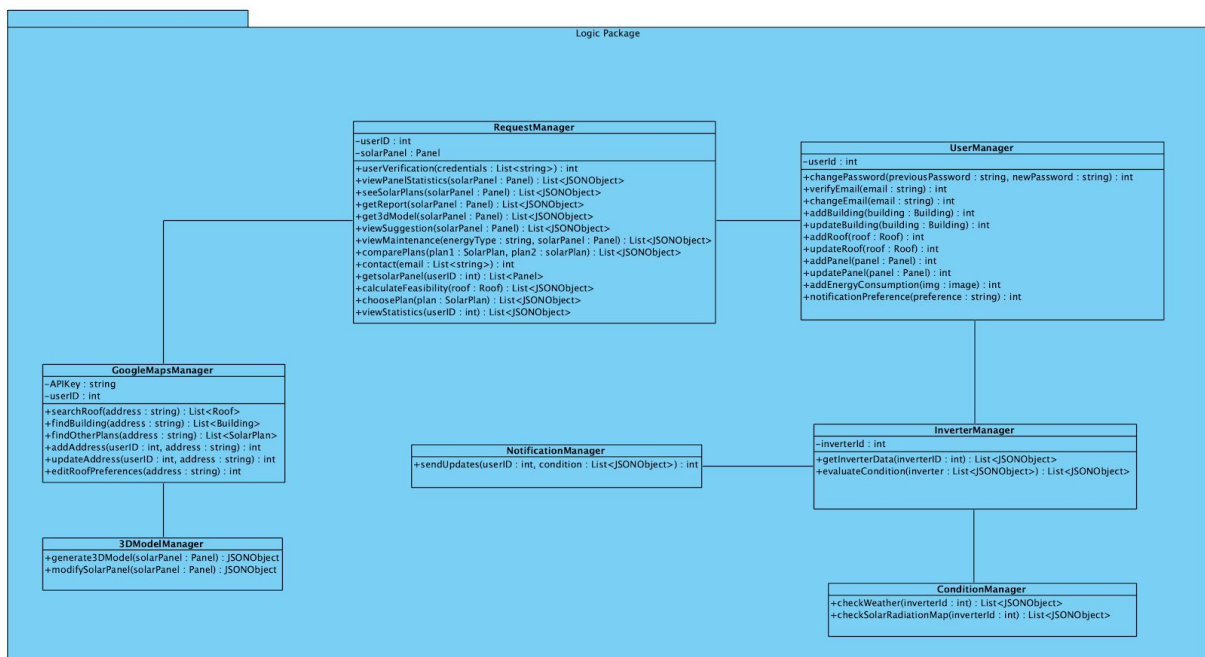 Logic Package
RequestManager
-userID : int
-solarPanel : Panel
+userVerification(credentials : List<string>) : int
+viewPanelStatistics(solarPanel : Panel) : List<JSONObject>
+seeSolarPlans(solarPanel : Panel) : List<JSONObject>
+getReport(solarPanel : Panel) : List<JSONObject>
+get3dModel(solarPanel : Panel) : List<JSONObject>
+viewSuggestion(solarPanel : Panel) : List<JSONObject>
+viewMaintenance(energyType : string, solarPanel : Panel) : List<JSONObject>
+comparePlans(plan1 : SolarPlan, plan2 : solarPlan) : List<JSONObject>
+contact(email : List<string>) : int
+getsolarPanel(userID : int) : List<Panel>
+calculateFeasibility(roof : Roof) : List<JSONObject>
+choosePlan(plan : SolarPlan) : List<JSONObject>
+viewStatistics(userID : int) : List<JSONObject>
UserManager
-userId : int
+changePassword(previousPassword : string, newPassword : string) : int
+verifyEmail(email : string) : int
+changeEmail(email : string) : int
+addBuilding(building : Building) : int
+updateBuilding(building : Building) : int
+addRoof(roof : Roof) : int
+updateRoof(roof : Roof) : int
+addPanel(panel : Panel) : int
+updatePanel(panel : Panel) : int
+addEnergyConsumption(img : image) : int
+notificationPreference(preference : string) : int
GoogleMapsManager
-APIKey : string
-userID : int
+searchRoof(address : string) : List<Roof>
+findBuilding(address : string) : List<Building>
+findOtherPlans(address : string) : List<SolarPlan>
+addAddress(userID : int, address : string) : int
+updateAddress(userID : int, address : string) : int
+editRoofPreferences(address : string) : int
NotificationManager
+sendUpdates(userID : int, condition : List<JSONObject>) : int
InverterManager
-inverterId : int
+getInverterData(inverterID : int) : List<JSONObject>
+evaluateCondition(inverter : List<JSONObject>) : List<JSONObject>
3DModelManager
+generate3DModel(solarPanel : Panel) : JSONObject
+modifySolarPanel(solarPanel : Panel) : JSONObject
ConditionManager
+checkWeather(inverterId : int) : List<JSONObject>
+checkSolarRadiationMap(inverterId : int) : List<JSONObject>